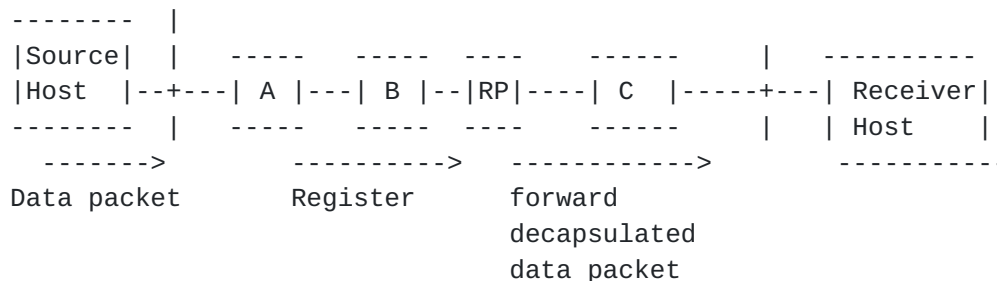 --------  |
|Source|  |   -----   -----  ----    ------     |   ----------
|Host  |--+---| A |---| B |--|RP|----| C  |-----+---| Receiver|
--------  |   -----   -----  ----    ------     |   | Host    |
  ------->        ---------->   ------------>        -----------
Data packet       Register      forward
                                decapsulated
                                data packet